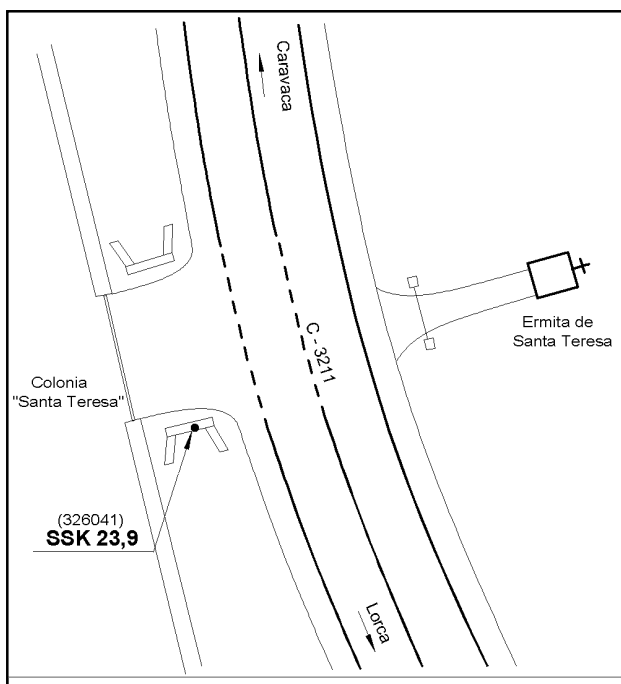 Caravaca
C - 3211
Ermita de
Santa Teresa
Colonia
"Santa Teresa"
(326041)
SSK 23,9
Lorca